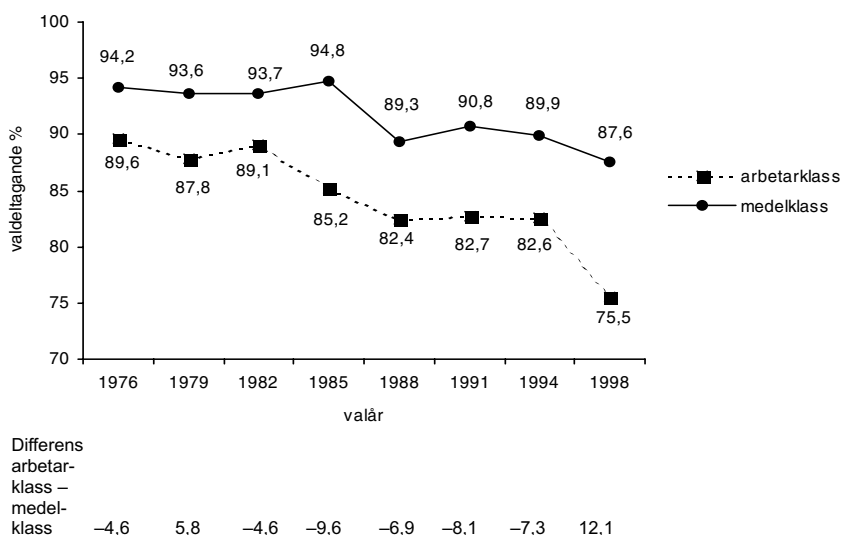 100
94,2
93,6
93,7
94,8
95
89,3
90,8
89,9
87,6
90
89,6
87,8
89,1
85
85,2
82,4
82,7
82,6
80
75
75,5
70
valdeltagande %
arbetarklass
medelklass
1976 1979 1982 1985 1988 1991 1994 1998
valår
Differens
arbetar-
klass –
medel-
klass –4,6 5,8 –4,6 –9,6 –6,9 –8,1 –7,3 12,1